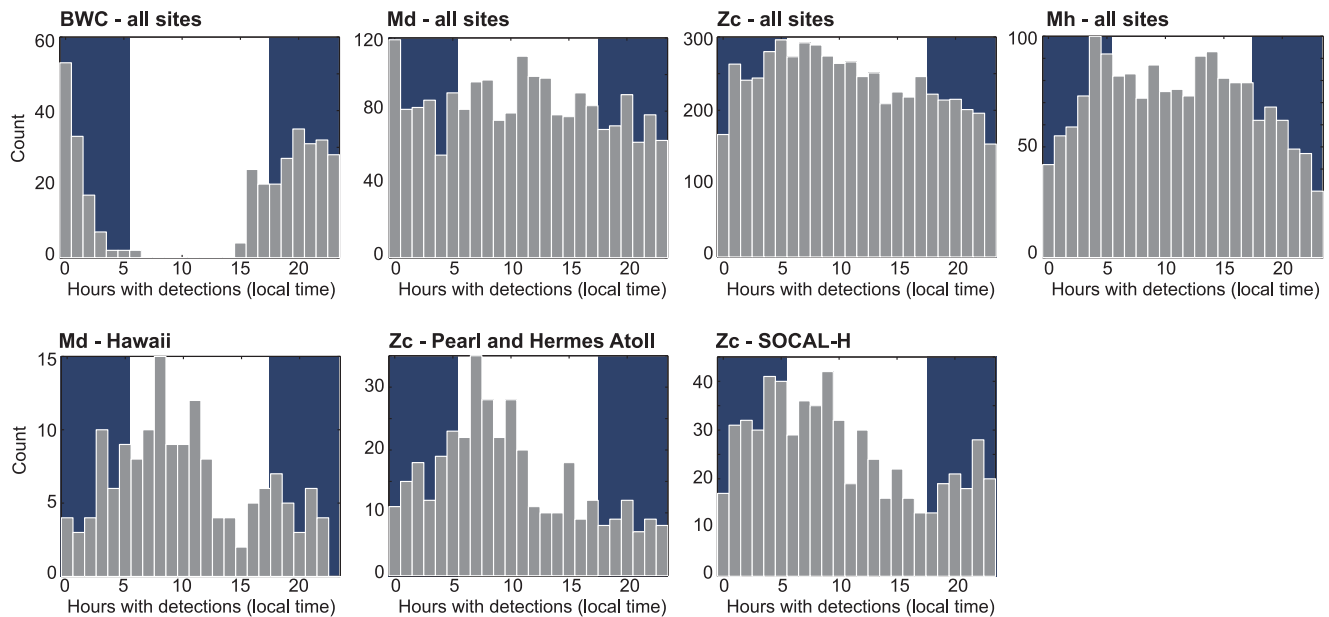 BWC - all sites
Md - all sites
Zc - all sites
Mh - all sites
60
40
20
0
Count
0 5 10 15 20
Hours with detections (local time)
120
80
40
0
0 5 10 15 20
Hours with detections (local time)
300
200
100
0
0 5 10 15 20
Hours with detections (local time)
100
50
0
0 5 10 15 20
Hours with detections (local time)
Md - Hawaii
Zc - Pearl and Hermes Atoll
Zc - SOCAL-H
15
10
5
0
Count
0 5 10 15 20
Hours with detections (local time)
30
20
10
0
0 5 10 15 20
Hours with detections (local time)
40
30
20
10
0
0 5 10 15 20
Hours with detections (local time)